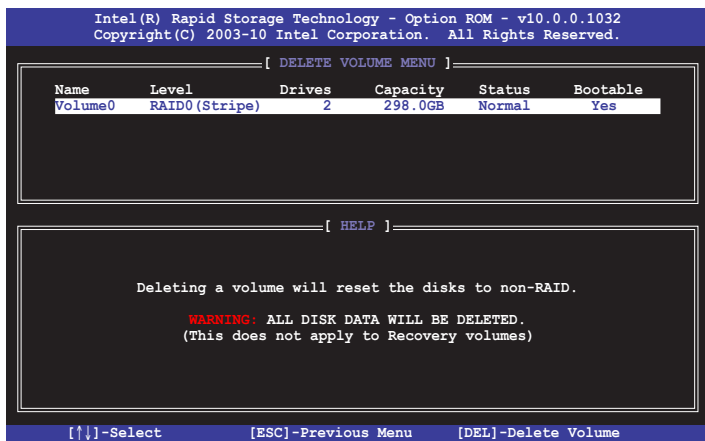 Intel(R) Rapid Storage Technology - Option ROM - v10.0.0.1032
Copyright(C) 2003-10 Intel Corporation. All Rights Reserved.
[ DELETE VOLUME MENU ]
Name Level Drives Capacity Status Bootable
Volume0 RAID0(Stripe) 2 298.0GB Normal Yes
[ HELP ]
Deleting a volume will reset the disks to non-RAID.
WARNING: ALL DISK DATA WILL BE DELETED.
(This does not apply to Recovery volumes)
[↑↓]-Select [ESC]-Previous Menu [DEL]-Delete Volume